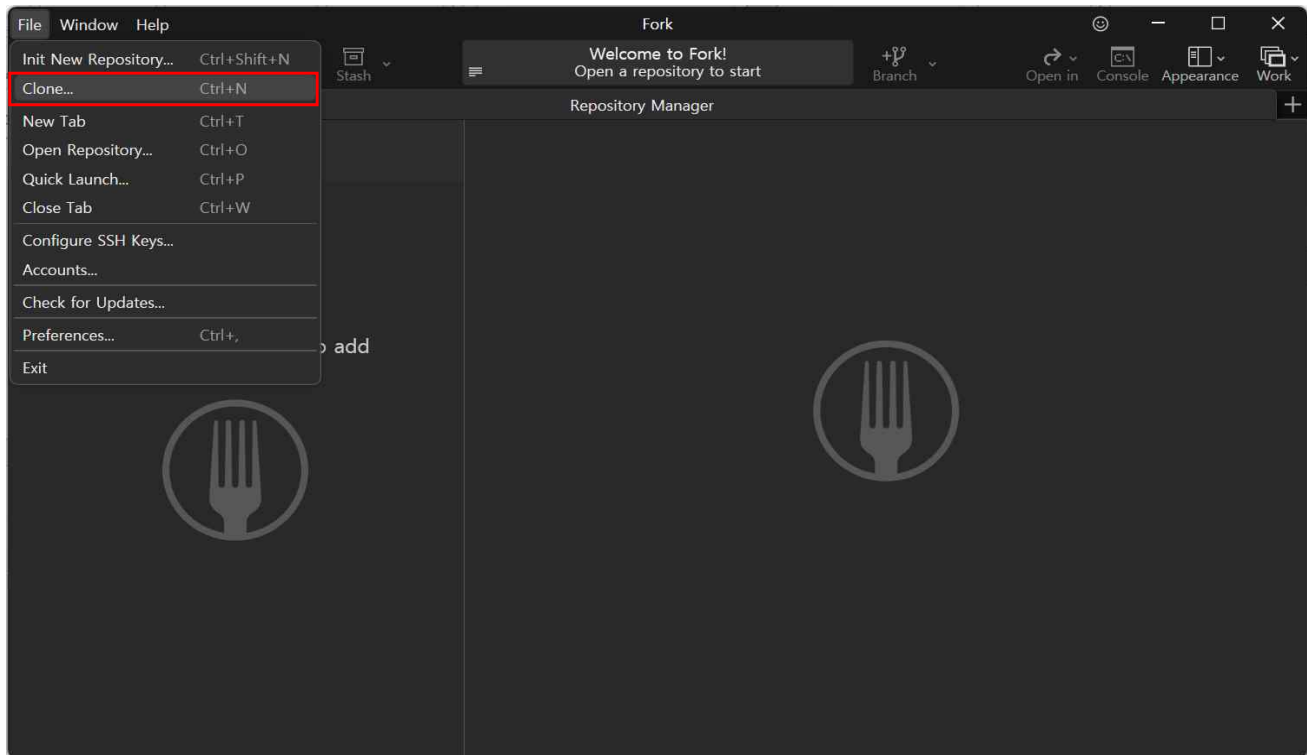 File Window Help Fork
Init New Repository... Ctrl+Shift+N
Clone... Ctrl+N
New Tab Ctrl+T
Open Repository... Ctrl+O
Quick Launch... Ctrl+P
Close Tab Ctrl+W
Configure SSH Keys...
Accounts...
Check for Updates...
Preferences... Ctrl+,
Exit
Stash
Welcome to Fork!
Open a repository to start
Branch
Open in
C:\
Console
Appearance
Work
Repository Manager
add